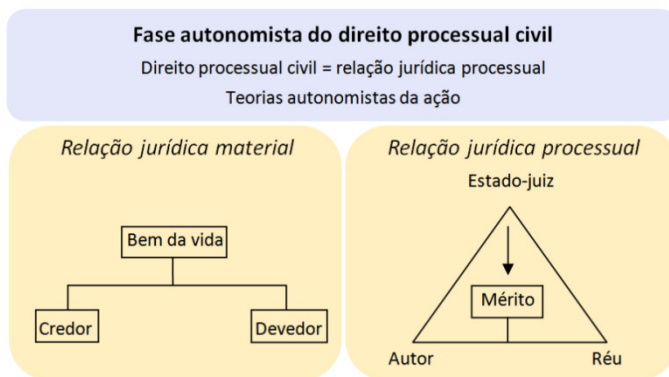 Fase autonomista do direito processual civil
Direito processual civil = relação jurídica processual
Teorias autonomistas da ação
Relação jurídica material
Bem da vida
Credor
Devedor
Relação jurídica processual
Estado-juiz
Mérito
Autor
Réu